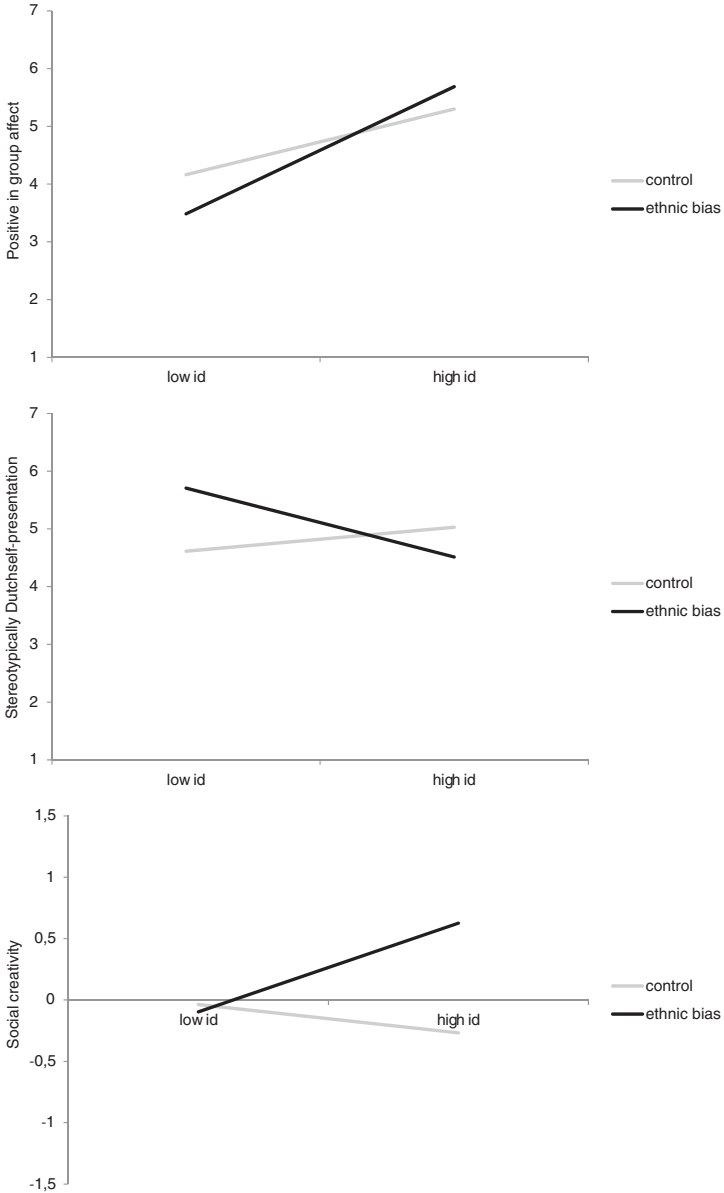 7
6
5
4
3
2
1
Positive in group affect
low id
high id
control
ethnic bias
7
6
5
4
3
2
1
Stereotypically Dutchself-presentation
low id
high id
control
ethnic bias
1,5
1
0,5
0
-0,5
-1
-1,5
Social creativity
low id
high id
control
ethnic bias